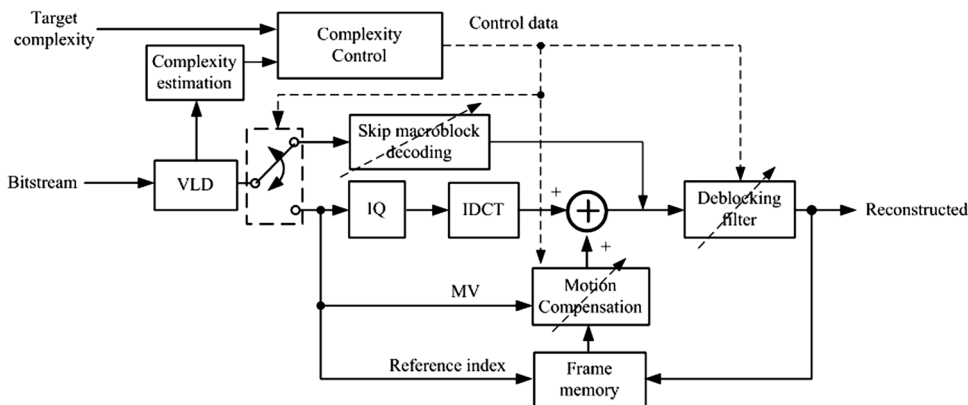 Target
complexity
Complexity
Control
Control data
Complexity
estimation
Skip macroblock
decoding
Bitstream
VLD
IQ
IDCT
+
+
Deblocking
filter
Reconstructed
+
MV
Motion
Compensation
Reference index
Frame
memory